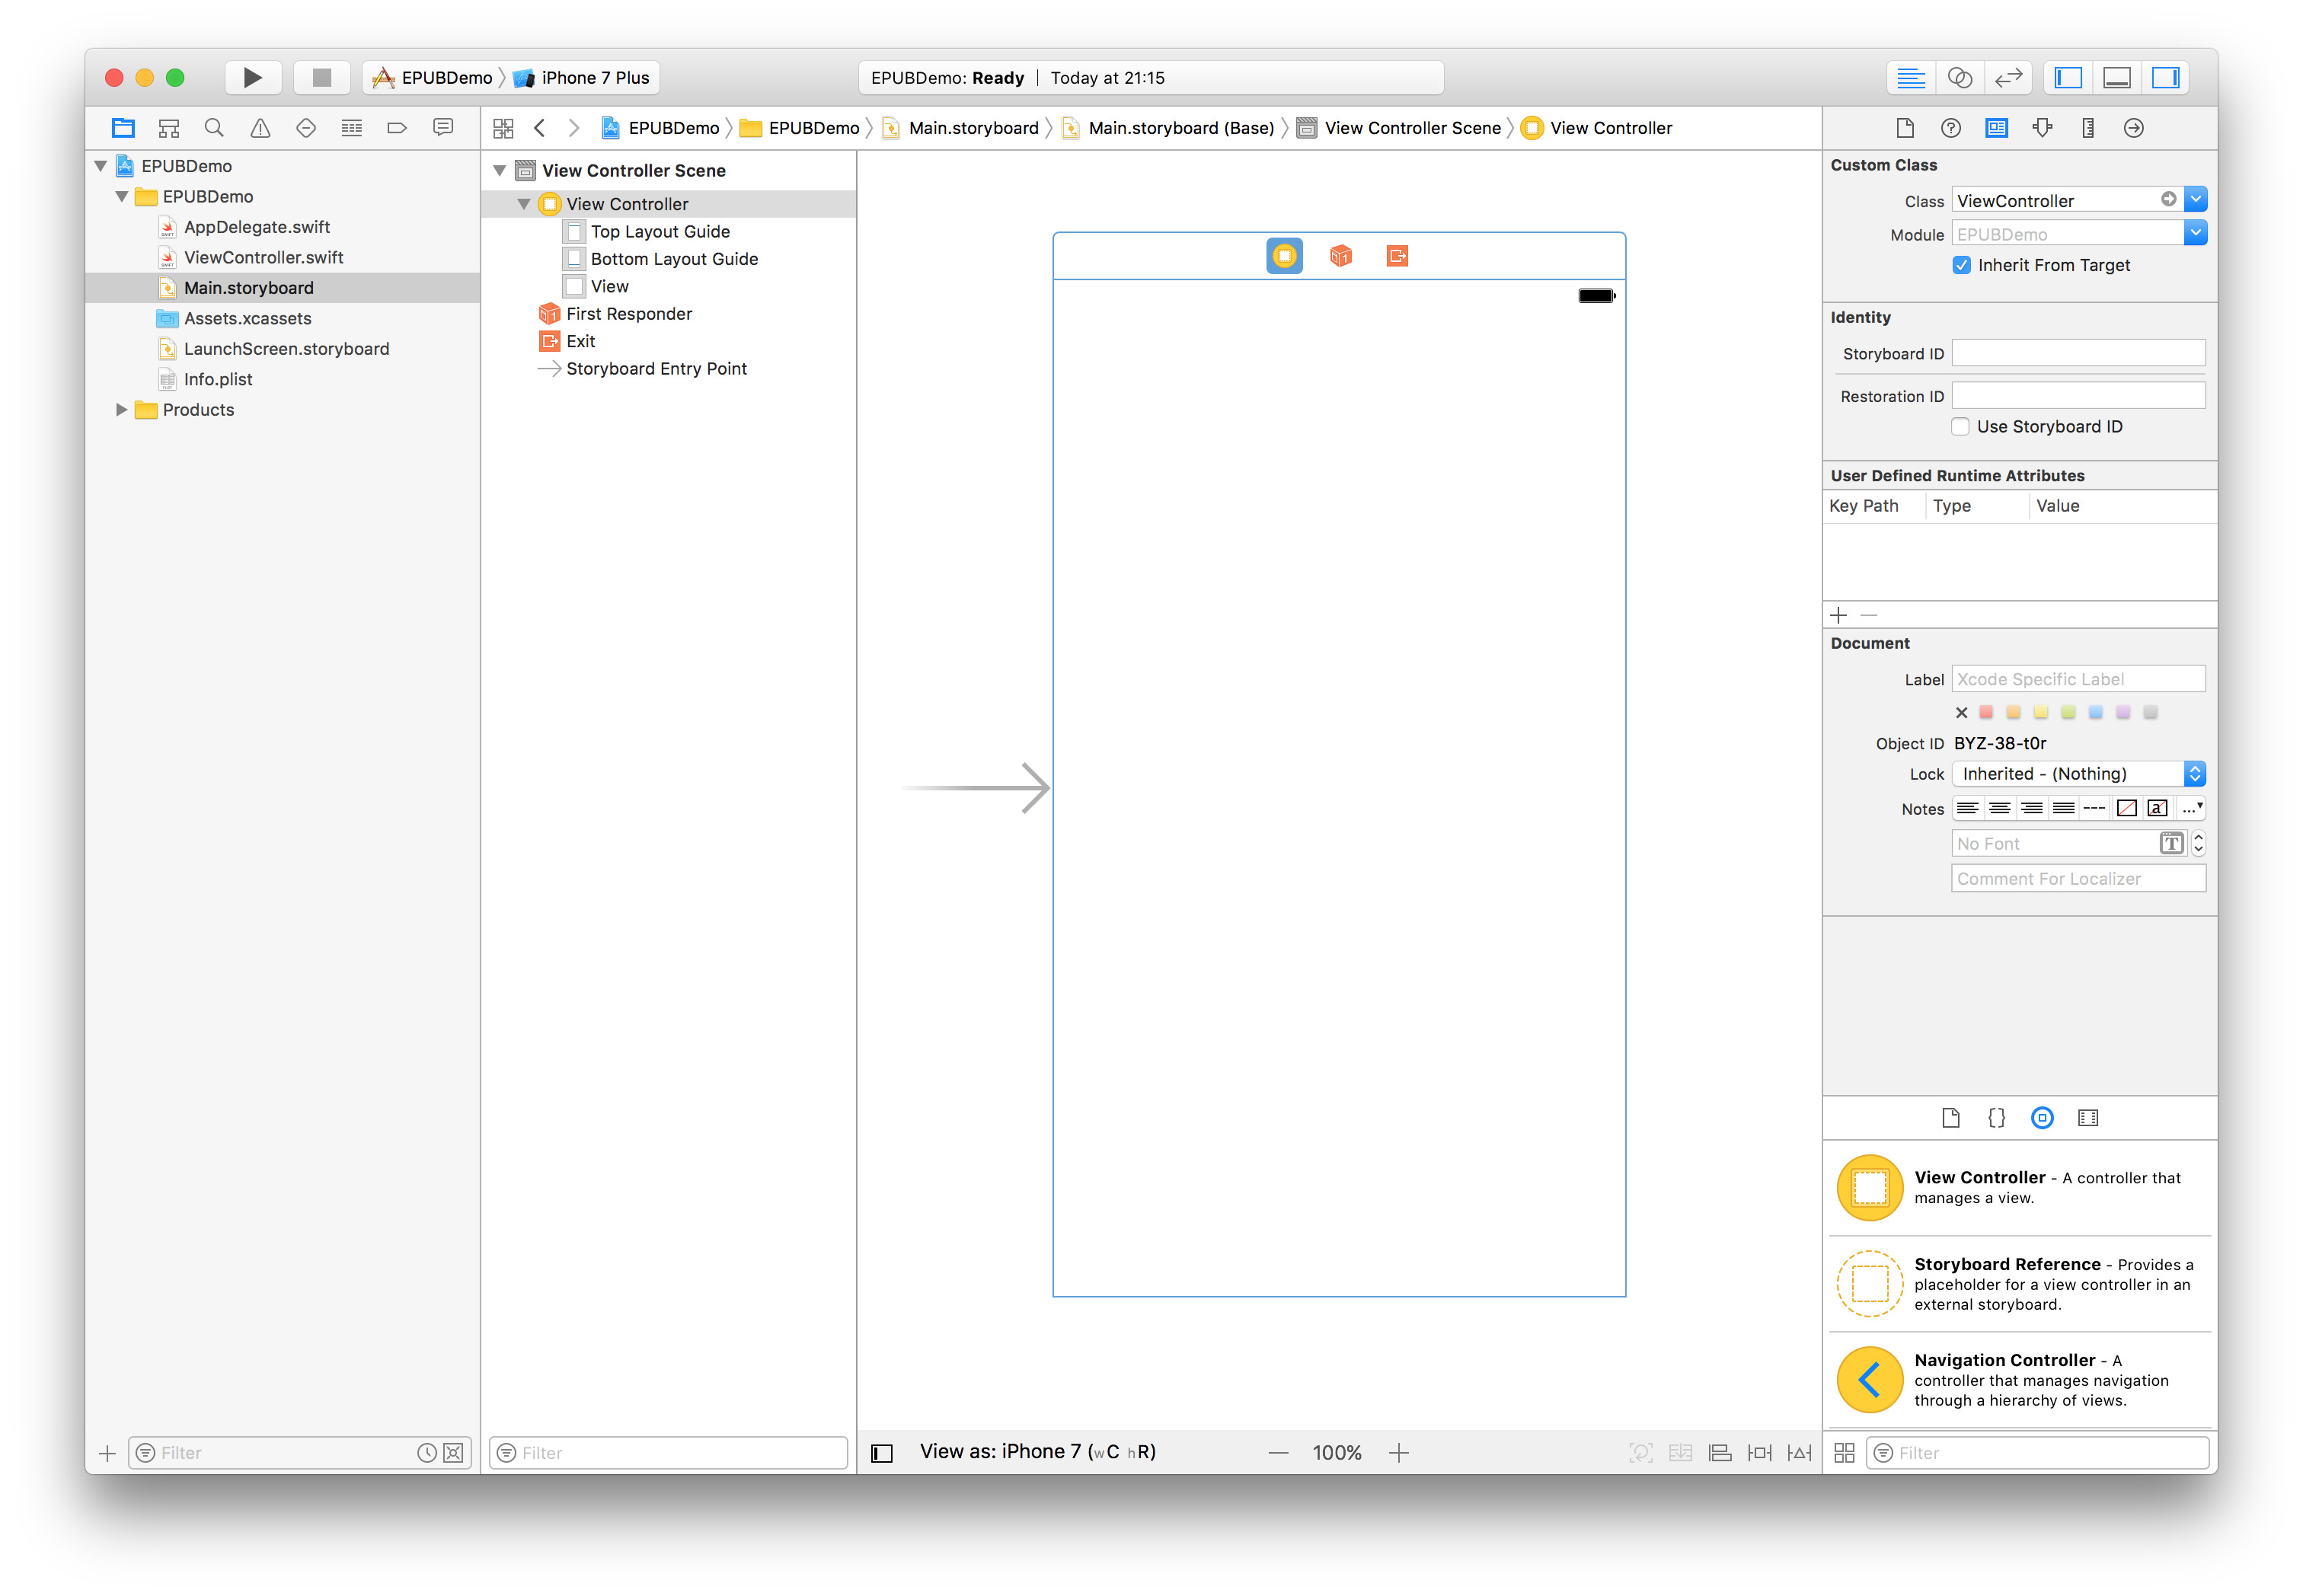 EPUBDemo iPhone 7 Plus
EPUBDemo: Ready Today at 21:15
EPUBDemo EPUBDemo Main.storyboard Main.storyboard (Base) View Controller Scene View Controller
EPUBDemo
EPUBDemo
AppDelegate.swift
ViewController.swift
Main.storyboard
Assets.xcassets
LaunchScreen.storyboard
Info.plist
Products
Filter
View Controller Scene
View Controller
Top Layout Guide
Bottom Layout Guide
View
First Responder
Exit
Storyboard Entry Point
Filter
View as: iPhone 7 (wC hR)
100%
Custom Class
Class ViewController
Module EPUBDemo
Inherit From Target
Identity
Storyboard ID
Restoration ID
Use Storyboard ID
User Defined Runtime Attributes
Key Path Type Value
Document
Label Xcode Specific Label
Object ID BYZ-38-t0r
Lock Inherited - (Nothing)
Notes
No Font
Comment For Localizer
View Controller - A controller that
manages a view.
Storyboard Reference - Provides a
placeholder for a view controller in an
external storyboard.
Navigation Controller - A
controller that manages navigation
through a hierarchy of views.
Filter